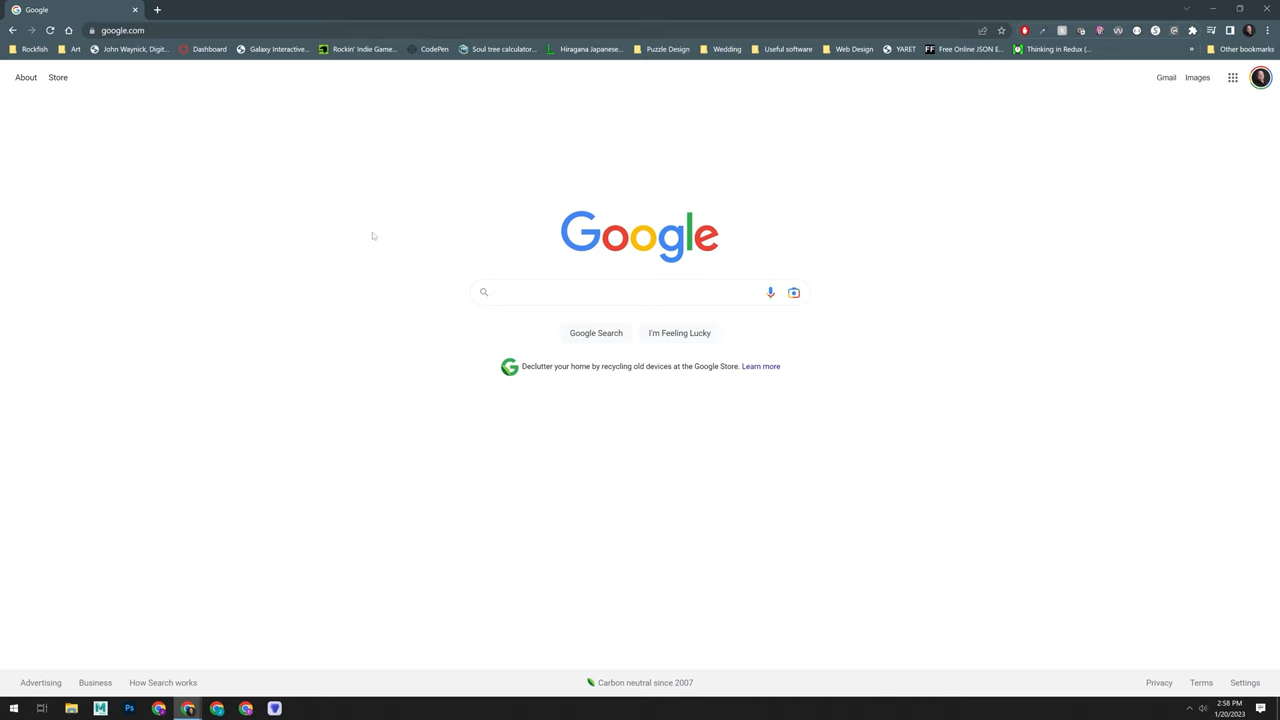 Google
google.com
Rockfish Art John Waynick, Digit... Dashboard Galaxy Interactive... Rockin' Indie Game... CodePen Soul tree calculator... Hiragana Japanese... Puzzle Design Wedding Useful software Web Design YARET FF Free Online JSON E... Thinking in Redux (... » Other bookmarks
About Store Gmail Images
Google
Google Search I'm Feeling Lucky
Declutter your home by recycling old devices at the Google Store. Learn more
Advertising Business How Search works Carbon neutral since 2007 Privacy Terms Settings
M Ps 2:58 PM
1/20/2023